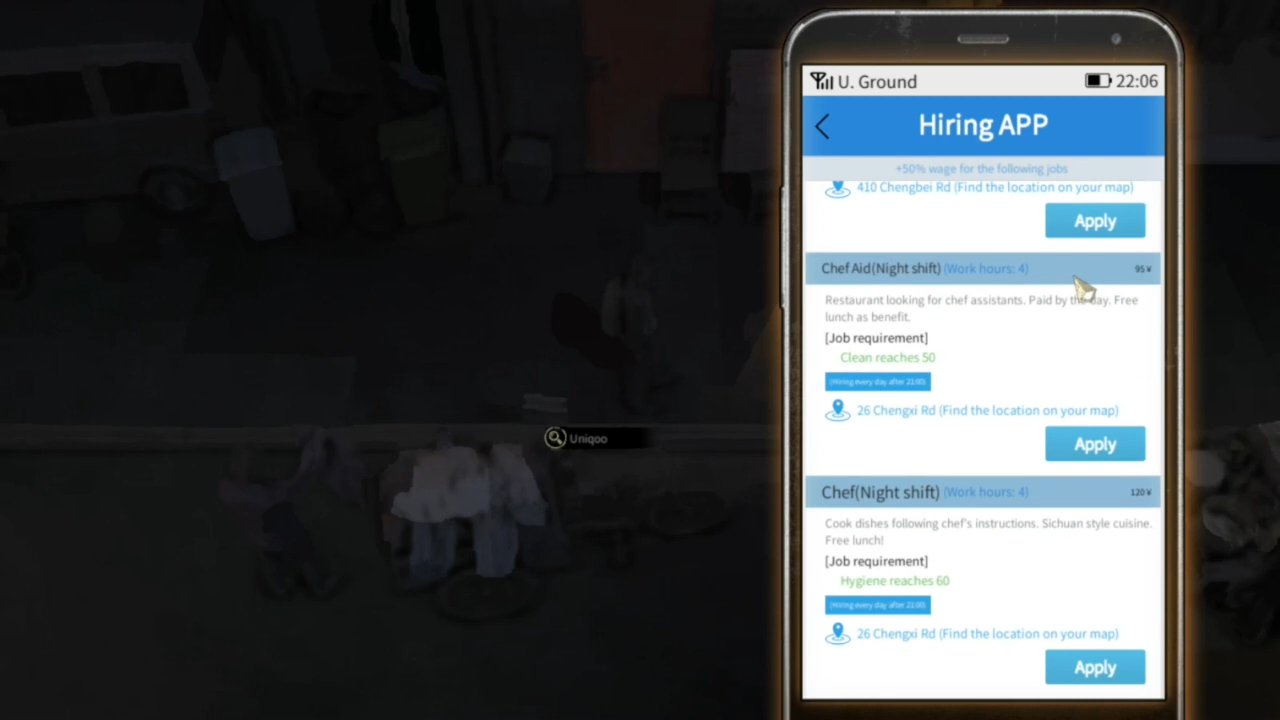 U. Ground
22:06
Hiring APP
+50% wage for the following jobs
410 Chengbei Rd (Find the location on your map)
Apply
Chef Aid(Night shift) (Work hours: 4) 95¥
Restaurant looking for chef assistants. Paid by the day. Free
lunch as benefit.
[Job requirement]
Clean reaches 50
(Hiring every day after 21:00)
26 Chengxi Rd (Find the location on your map)
Apply
Chef(Night shift) (Work hours: 4) 120¥
Cook dishes following chef's instructions. Sichuan style cuisine.
Free lunch!
[Job requirement]
Hygiene reaches 60
(Hiring every day after 21:00)
26 Chengxi Rd (Find the location on your map)
Apply
Uniqoo